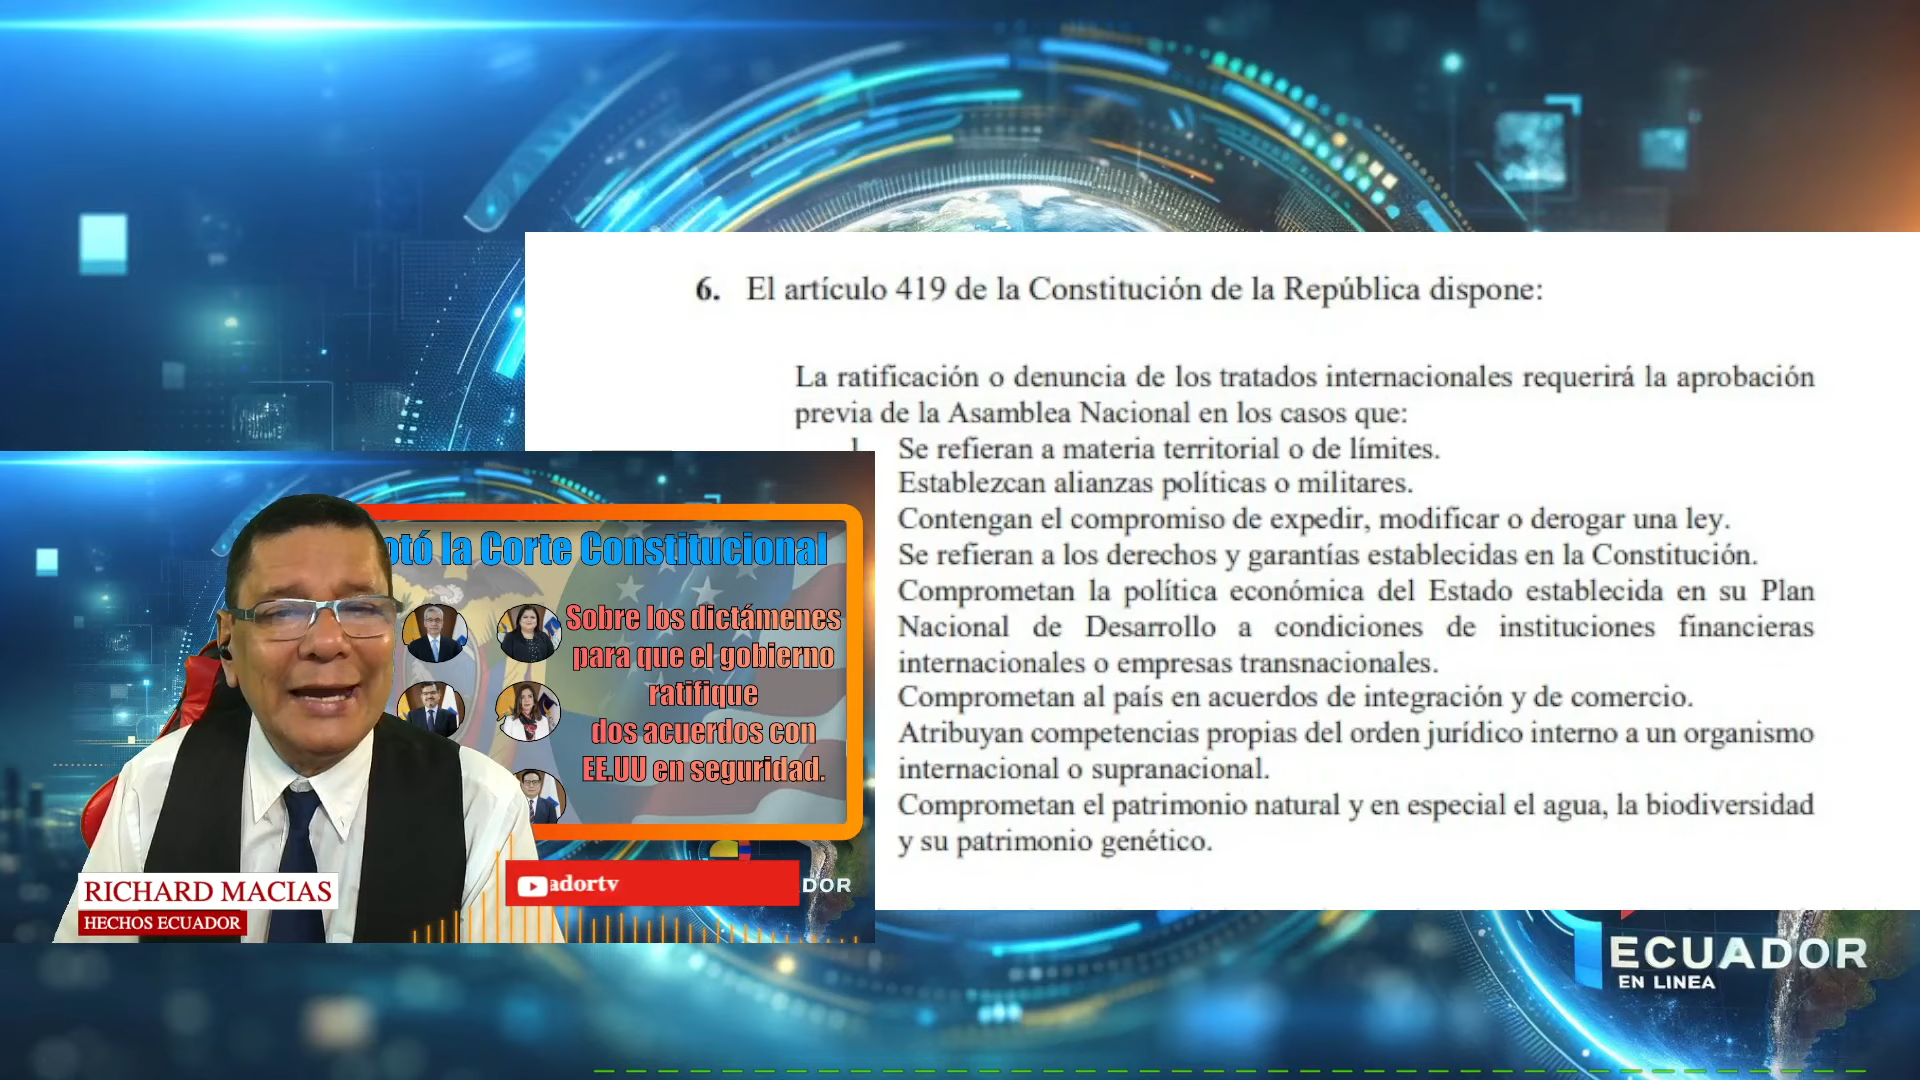 6. El artículo 419 de la Constitución de la República dispone:
La ratificación o denuncia de los tratados internacionales requerirá la aprobación
previa de la Asamblea Nacional en los casos que:
Se refieran a materia territorial o de límites.
Establezcan alianzas políticas o militares.
Contengan el compromiso de expedir, modificar o derogar una ley.
Se refieran a los derechos y garantías establecidas en la Constitución.
Comprometan la política económica del Estado establecida en su Plan
Nacional de Desarrollo a condiciones de instituciones financieras
internacionales o empresas transnacionales.
Comprometan al país en acuerdos de integración y de comercio.
Atribuyan competencias propias del orden jurídico interno a un organismo
internacional o supranacional.
Comprometan el patrimonio natural y en especial el agua, la biodiversidad
y su patrimonio genético.
otó la Corte Constitucional
Sobre los dictámenes
para que el gobierno
ratifique
dos acuerdos con
EE.UU en seguridad.
RICHARD MACIAS
HECHOS ECUADOR
adortv
DOR
ECUADOR
EN LINEA